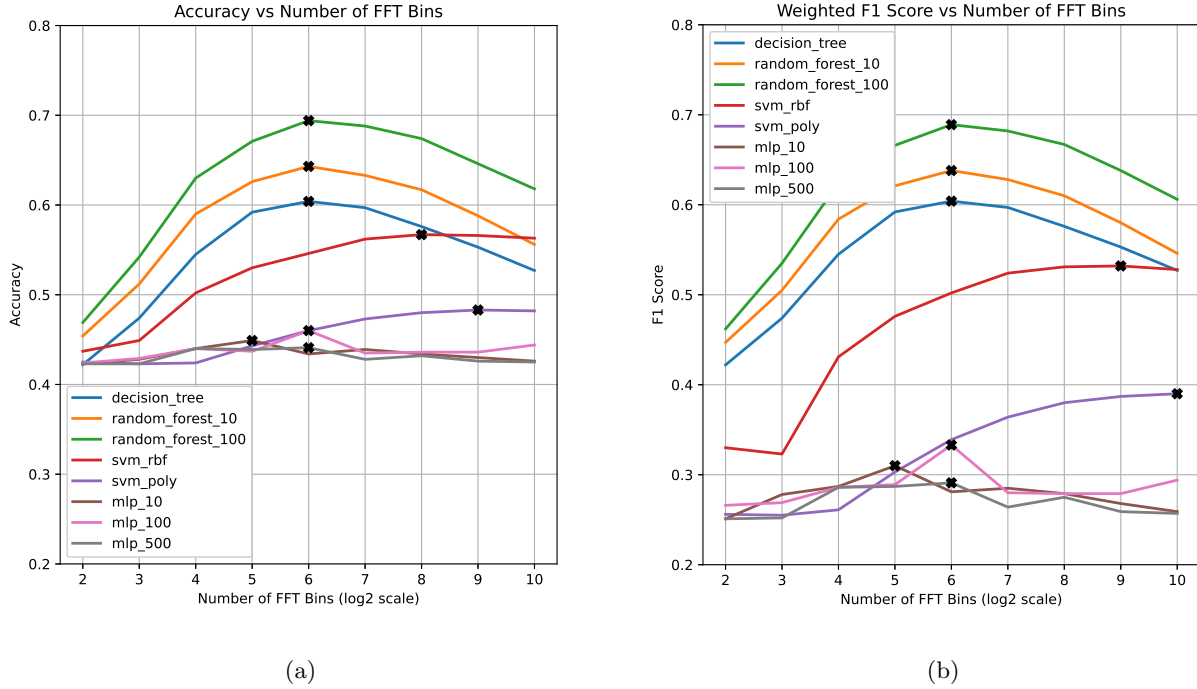 Accuracy vs Number of FFT Bins
0.8
0.7
0.6
0.5
0.4
0.3
0.2
Accuracy
decision_tree
random_forest_10
random_forest_100
svm_rbf
svm_poly
mlp_10
mlp_100
mlp_500
2 3 4 5 6 7 8 9 10
Number of FFT Bins (log2 scale)
(a)
Weighted F1 Score vs Number of FFT Bins
0.8
0.7
0.6
0.5
0.4
0.3
0.2
F1 Score
decision_tree
random_forest_10
random_forest_100
svm_rbf
svm_poly
mlp_10
mlp_100
mlp_500
2 3 4 5 6 7 8 9 10
Number of FFT Bins (log2 scale)
(b)